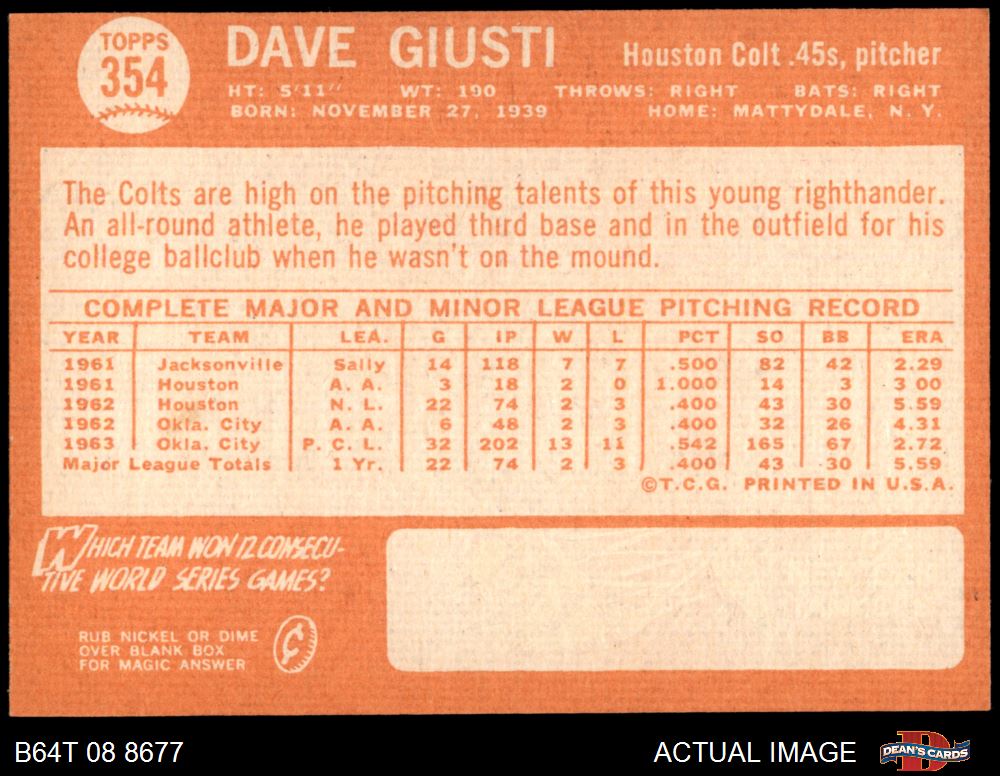 TOPPS
354
DAVE GIUSTI
Houston Colt .45s, pitcher
HT: 5'11" WT: 190 THROWS: RIGHT BATS: RIGHT
BORN: NOVEMBER 27, 1939 HOME: MATTYDALE, N. Y.
The Colts are high on the pitching talents of this young righthander.
An all-round athlete, he played third base and in the outfield for his
college ballclub when he wasn't on the mound.
COMPLETE MAJOR AND MINOR LEAGUE PITCHING RECORD
YEAR TEAM LEA. G IP W L PCT SO BB ERA
1961 Jacksonville Sally 14 118 7 7 .500 82 42 2.29
1961 Houston A. A. 3 18 2 0 1.000 14 3 3 00
1962 Houston N. L. 22 74 2 3 .400 43 30 5.59
1962 Okla. City A. A. 6 48 2 3 .400 32 26 4.31
1963 Okla. City P. C. L. 32 202 13 11 .542 165 67 2.72
Major League Totals 1 Yr. 22 74 2 3 .400 43 30 5.59
©T.C.G. PRINTED IN U.S.A.
WHICH TEAM WON 12 CONSECU-
TIVE WORLD SERIES GAMES?
RUB NICKEL OR DIME
OVER BLANK BOX
FOR MAGIC ANSWER
¢
B64T 08 8677
ACTUAL IMAGE
D
DEAN'S CARDS